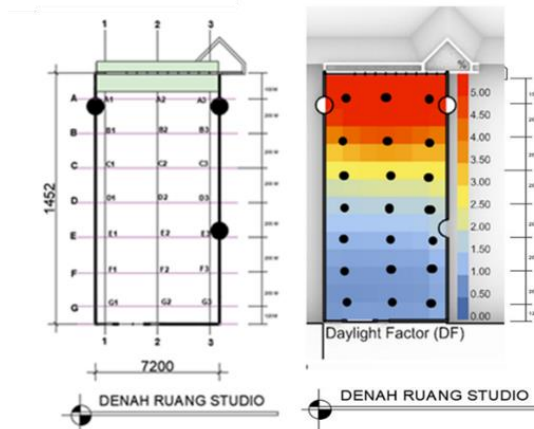 1 2 3
A A1 A2 A3
B B1 B2 B3
C C1 C2 C3
D D1 D2 D3
E E1 E2 E3
F F1 F2 F3
G G1 G2 G3
1 2 3
1452
7200
DENAH RUANG STUDIO
%
5.00
4.50
4.00
3.50
3.00
2.50
2.00
1.50
1.00
0.50
0.00
Daylight Factor (DF)
DENAH RUANG STUDIO